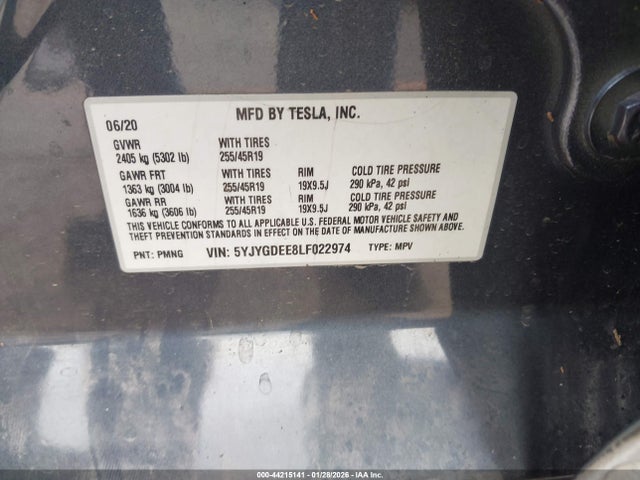 MFD BY TESLA, INC.
06/20
GVWR WITH TIRES
2405 kg (5302 lb) 255/45R19
GAWR FRT WITH TIRES RIM COLD TIRE PRESSURE
1363 kg (3004 lb) 255/45R19 19X9.5J 290 kPa, 42 psi
GAWR RR WITH TIRES RIM COLD TIRE PRESSURE
1636 kg (3606 lb) 255/45R19 19X9.5J 290 kPa, 42 psi
THIS VEHICLE CONFORMS TO ALL APPLICABLE U.S. FEDERAL MOTOR VEHICLE SAFETY AND
THEFT PREVENTION STANDARDS IN EFFECT ON THE DATE OF MANUFACTURE SHOWN ABOVE.
PNT: PMNG VIN: 5YJYGDEE8LF022974 TYPE: MPV
000-44215141 | 01/28/2026 | IAA Inc.